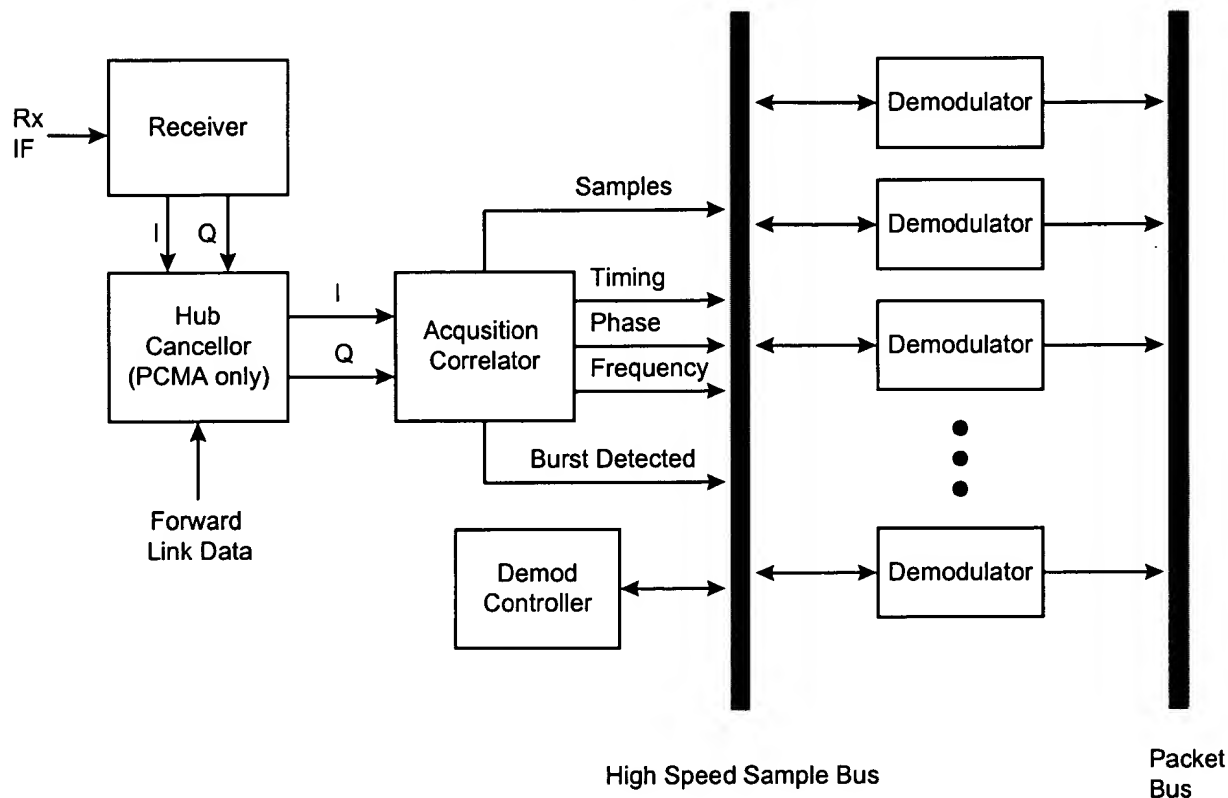 Rx
IF
Receiver
I
Q
Hub
Cancellor
(PCMA only)
Forward
Link Data
I
Q
Acqusition
Correlator
Samples
Timing
Phase
Frequency
Burst Detected
Demod
Controller
Demodulator
Demodulator
Demodulator
Demodulator
High Speed Sample Bus
Packet
Bus